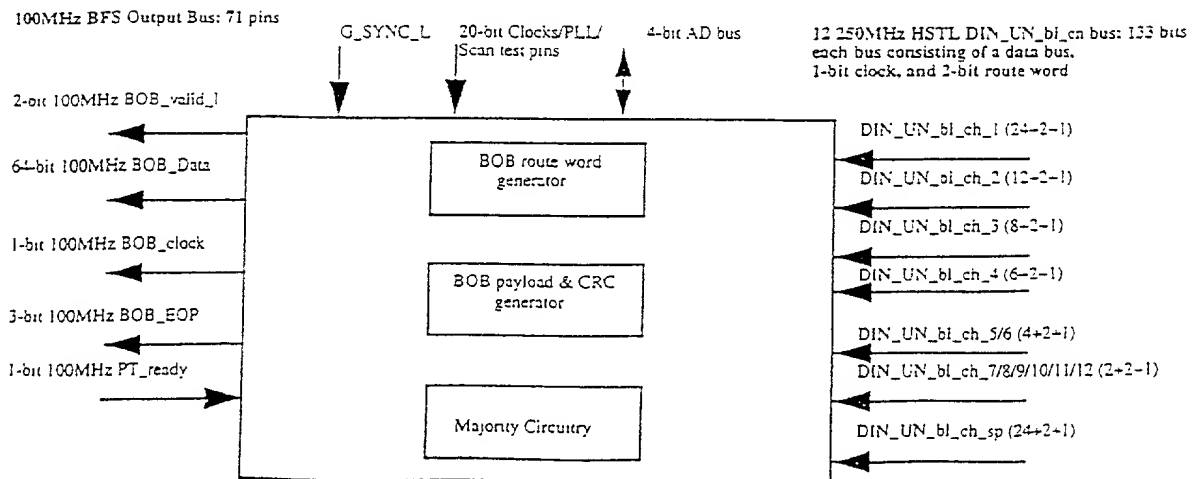 100MHz BFS Output Bus: 71 pins
G_SYNC_L
20-bit Clocks/PLL/
Scan test pins
4-bit AD bus
12 250MHz HSTL DIN_UN_bl_cn bus: 133 bits
each bus consisting of a data bus,
1-bit clock, and 2-bit route word
2-bit 100MHz BOB_valid_l
64-bit 100MHz BOB_Data
1-bit 100MHz BOB_clock
3-bit 100MHz BOB_EOP
1-bit 100MHz PT_ready
BOB route word
generator
BOB payload & CRC
generator
Majority Circuitry
DIN_UN_bl_ch_1 (24+2+1)
DIN_UN_bl_ch_2 (12+2+1)
DIN_UN_bl_ch_3 (8+2+1)
DIN_UN_bl_ch_4 (6+2+1)
DIN_UN_bl_ch_5/6 (4+2+1)
DIN_UN_bl_ch_7/8/9/10/11/12 (2+2+1)
DIN_UN_bl_ch_sp (24+2+1)